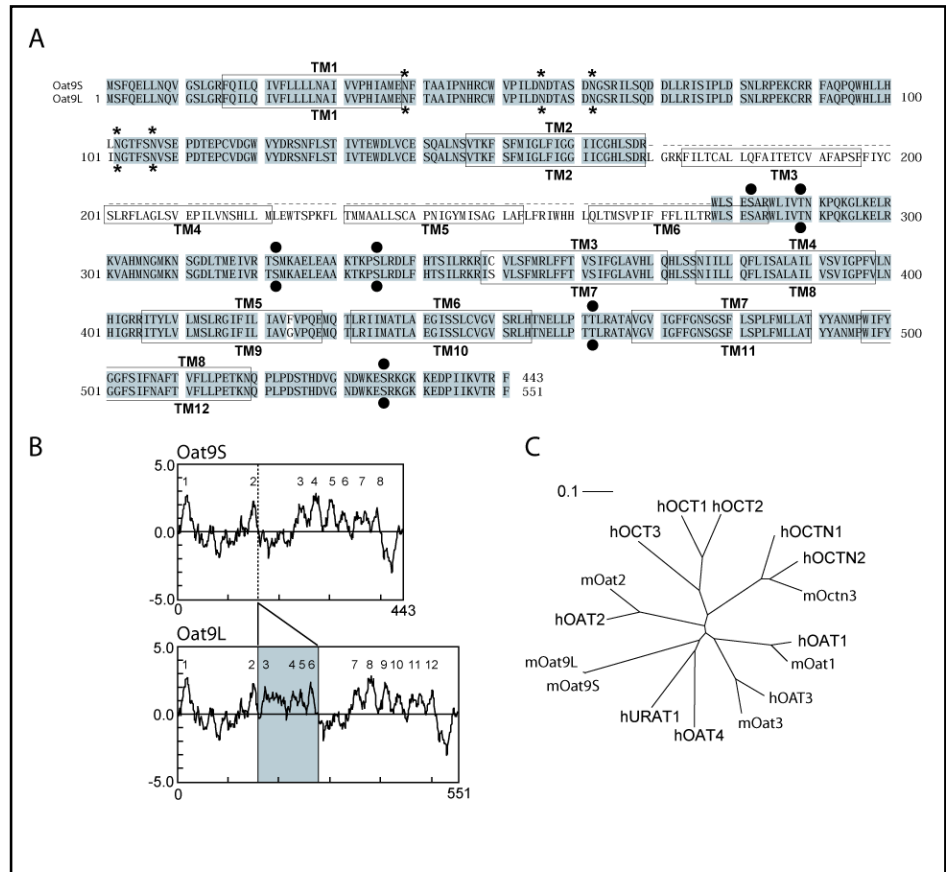 A
TM1
Oat9S MSFQELLNQV GSLGRFQILQ IVFLLLLNAI VVPHIAMENF TAAIPNHRCW VPILDNDTAS DNGSRILSQD DLLRISIPLD SNLRPEKCRR FAQPQWHLLH
Oat9L 1 MSFQELLNQV GSLGRFQILQ IVFLLLLNAI VVPHIAMENF TAAIPNHRCW VPILDNDTAS DNGSRILSQD DLLRISIPLD SNLRPEKCRR FAQPQWHLLH 100
TM1
TM2
LNGTFSNVSE PDTEPCVDGW VYDRSNFLST IVTEWDLVCE SQALNSVTKF SFMIGLFIGG IICGHLSDR
101 INGTFSNVSE PDTEPCVDGW VYDRSNFLST IVTEWDLVCE SQALNSVTKF SFMIGLFIGG IICGHLSDRL GRKFILTCAL LQFAITETCV AFAPSFFIYC 200
TM2 TM3
WLS ESARWLIVTN KPQKGLKELR
201 SLRFLAGLSV EPILVNSHLL MLEWTSPKFL TMMAALLSCA PNIGYMISAG LAFLFRIWHH LQLTMSVPIF FFLILTRWLS ESARWLIVTN KPQKGLKELR 300
TM4 TM5 TM6
TM3 TM4
KVAHMNGMKN SGDLTMEIVR TSMKAELEAA KTKPSLRDLF HTSILRKRIC VLSFMRLFFT VSIFGLAVHL QHLSSNIILL QFLISALAIL VSVIGPFVLN
301 KVAHMNGMKN SGDLTMEIVR TSMKAELEAA KTKPSLRDLF HTSILRKRIS VLSFMRLFFT VSIFGLAVHL QHLSSNIILL QFLISALAIL VSVIGPFVLN 400
TM7 TM8
TM5 TM6 TM7
HIGRRITYLV LMSLRGIFIL IAVFVPQEMQ TLRIIMATLA EGISSLCVGV SRLHTNELLP TTLRATAVGV IGFFGNSGSF LSPLFMLLAT YYANMPWIFY
401 HIGRRITYLV LMSLRGIFIL IAVGVPQEMQ TLRIIMATLA EGISSLCVGV SRLHTNELLP TTLRATAVGV IGFFGNSGSF LSPLFMLLAT YYANMPWIFY 500
TM9 TM10 TM11
TM8
GGFSIFNAFT VFLLPETKNQ PLPDSTHDVG NDWKESRKGK KEDPIIKVTR F 443
501 GGFSIFNAFT VFLLPETKNQ PLPDSTHDVG NDWKESRKGK KEDPIIKVTR F 551
TM12
B
Oat9S
5.0
0.0
-5.0
1 2 3 4 5 6 7 8
0 443
Oat9L
5.0
0.0
-5.0
1 2 3 4 5 6 7 8 9 10 11 12
0 551
C
0.1
hOCT1
hOCT2
hOCT3
hOCTN1
hOCTN2
mOctn3
mOat2
hOAT2
hOAT1
mOat1
mOat9L
mOat9S
hOAT3
mOat3
hURAT1
hOAT4